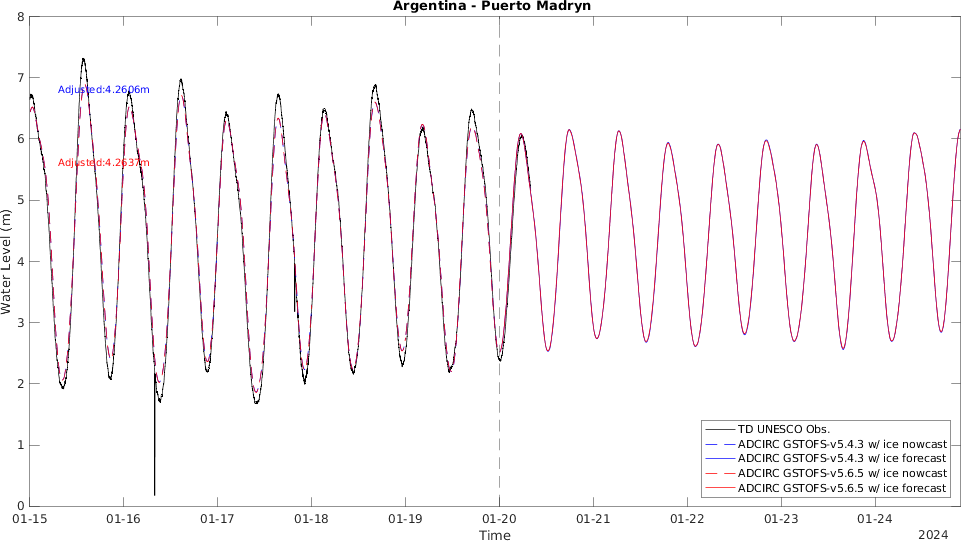 Argentina - Puerto Madryn
8
7
6
5
4
3
2
1
0
Water Level (m)
Adjusted:4.2606m
Adjusted:4.2637m
TD UNESCO Obs.
ADCIRC GSTOFS-v5.4.3 w/ ice nowcast
ADCIRC GSTOFS-v5.4.3 w/ ice forecast
ADCIRC GSTOFS-v5.6.5 w/ ice nowcast
ADCIRC GSTOFS-v5.6.5 w/ ice forecast
01-15 01-16 01-17 01-18 01-19 01-20 01-21 01-22 01-23 01-24
Time
2024